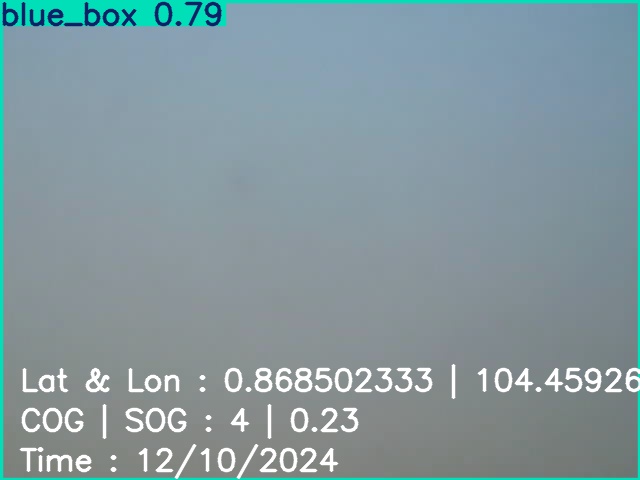 blue_box 0.79
Lat & Lon : 0.868502333 | 104.45926
COG | SOG : 4 | 0.23
Time : 12/10/2024